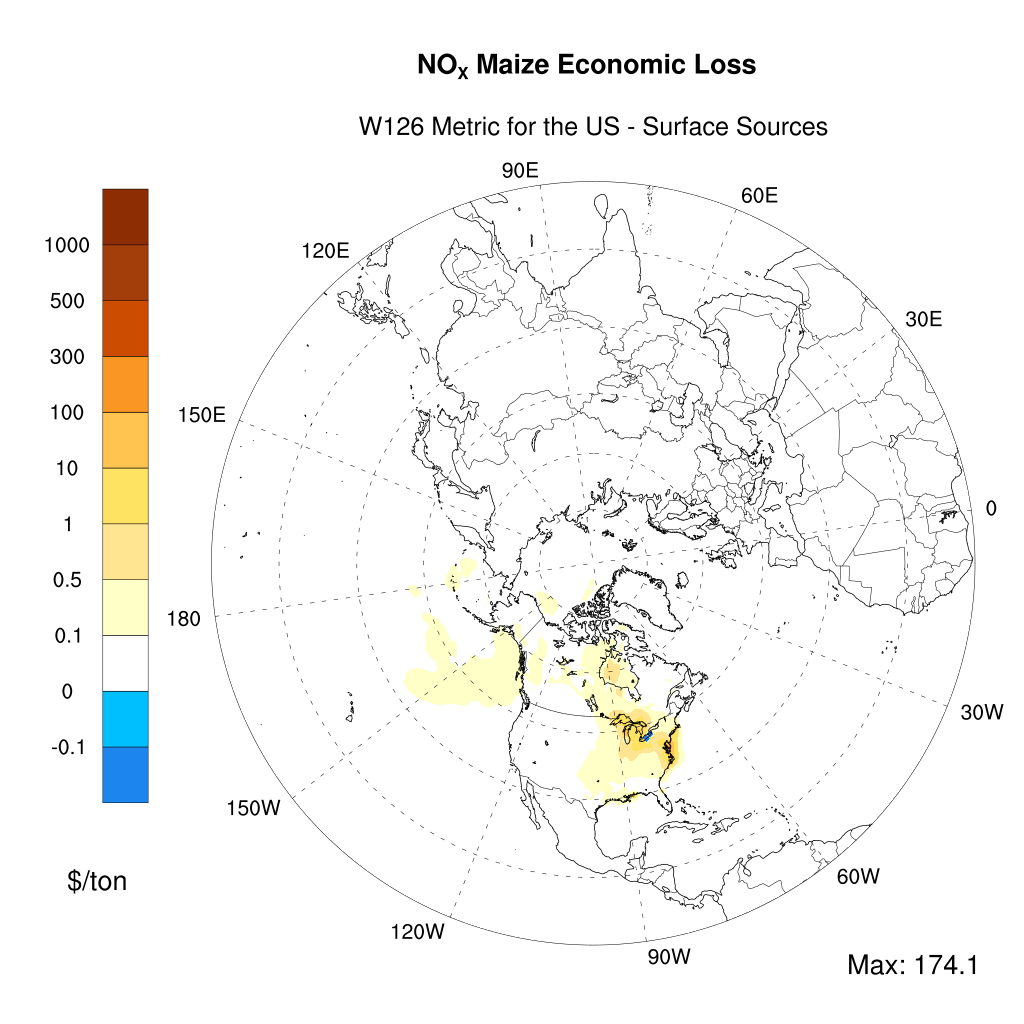 NOX Maize Economic Loss
W126 Metric for the US - Surface Sources
90E
60E
120E
30E
150E
0
180
30W
150W
60W
120W
90W
1000
500
300
100
10
1
0.5
0.1
0
-0.1
$/ton
Max: 174.1